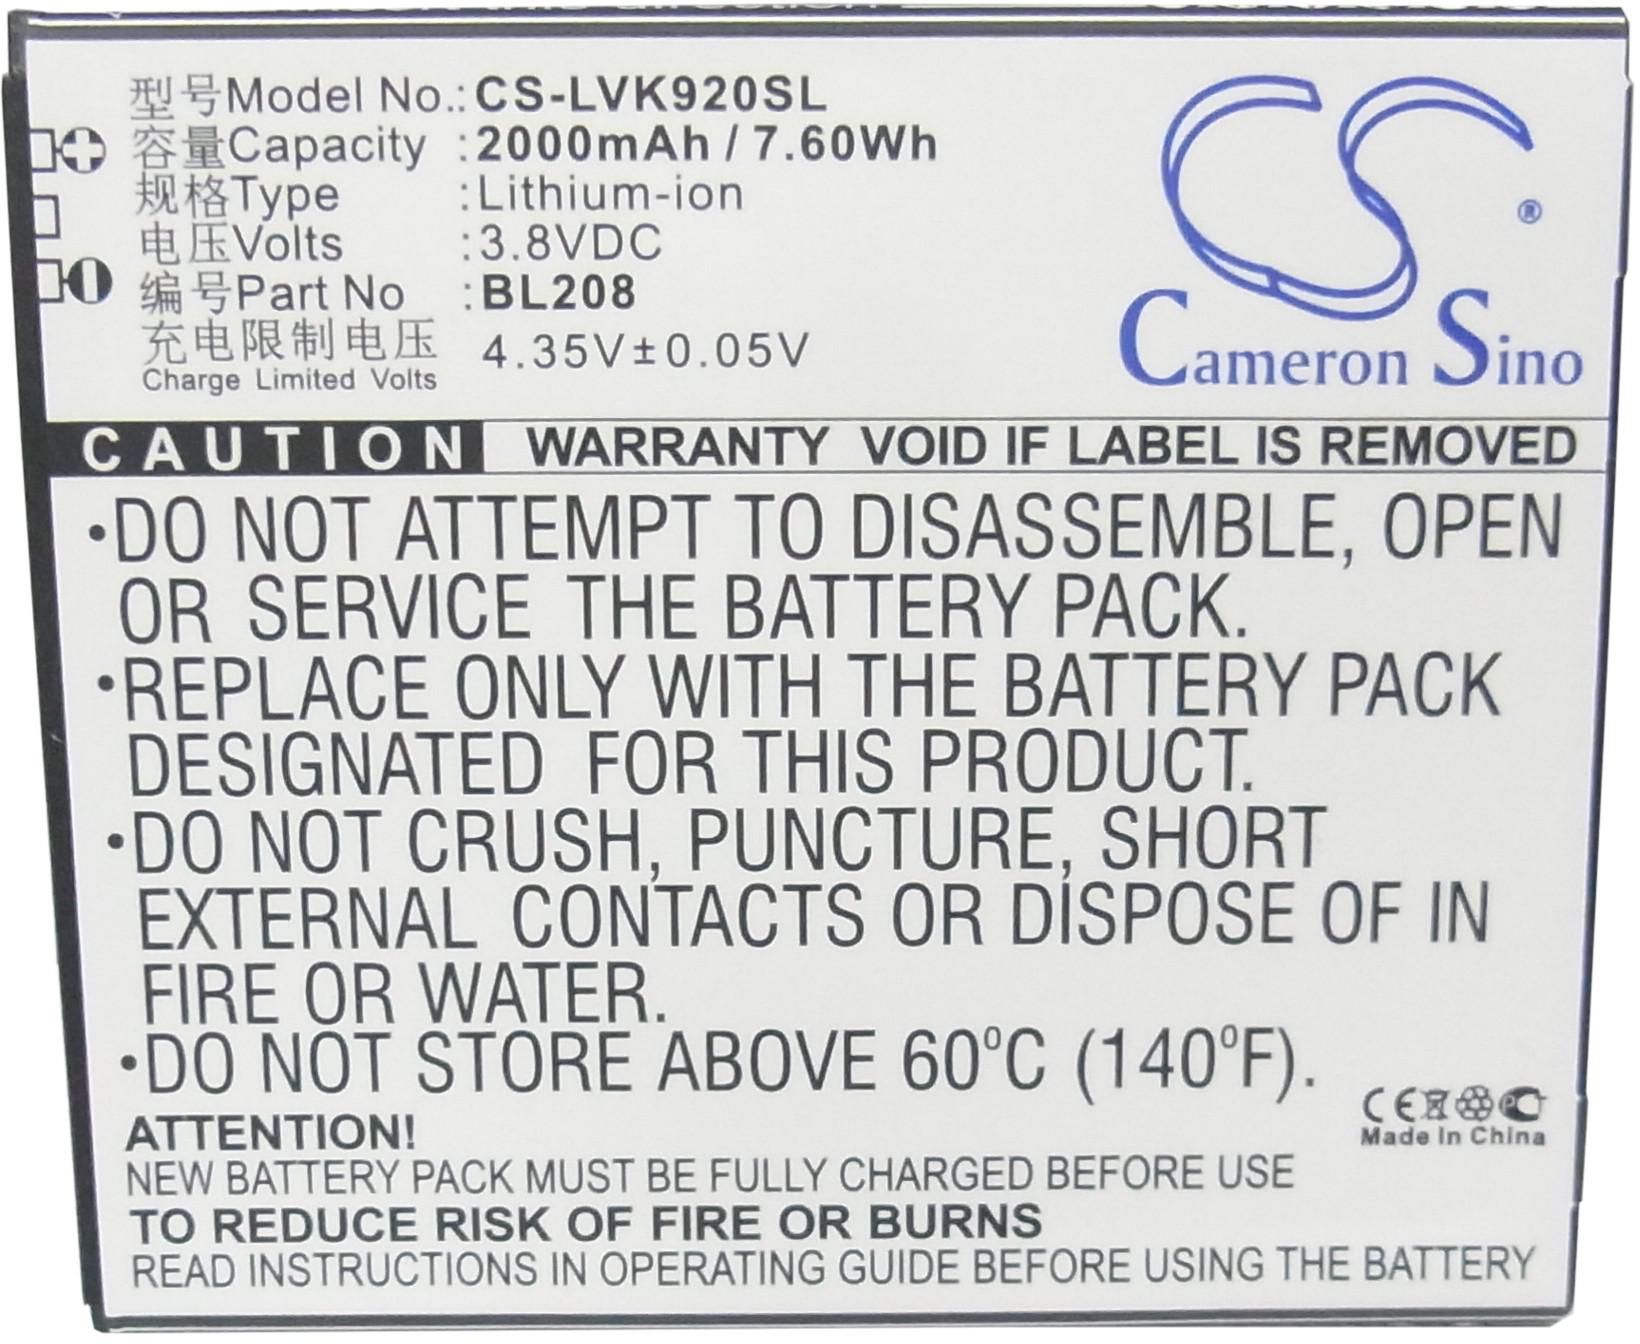 型号Model No.: CS-LVK920SL
容量Capacity : 2000mAh / 7.60Wh
规格Type : Lithium-ion
电压Volts : 3.8VDC
编号Part No : BL208
充电限制电压 4.35V±0.05V
Charge Limited Volts
®
Cameron Sino
CAUTION WARRANTY VOID IF LABEL IS REMOVED
•DO NOT ATTEMPT TO DISASSEMBLE, OPEN
OR SERVICE THE BATTERY PACK.
•REPLACE ONLY WITH THE BATTERY PACK
DESIGNATED FOR THIS PRODUCT.
•DO NOT CRUSH, PUNCTURE, SHORT
EXTERNAL CONTACTS OR DISPOSE OF IN
FIRE OR WATER.
•DO NOT STORE ABOVE 60°C (140°F).
CE
Made In China
ATTENTION!
NEW BATTERY PACK MUST BE FULLY CHARGED BEFORE USE
TO REDUCE RISK OF FIRE OR BURNS
READ INSTRUCTIONS IN OPERATING GUIDE BEFORE USING THE BATTERY